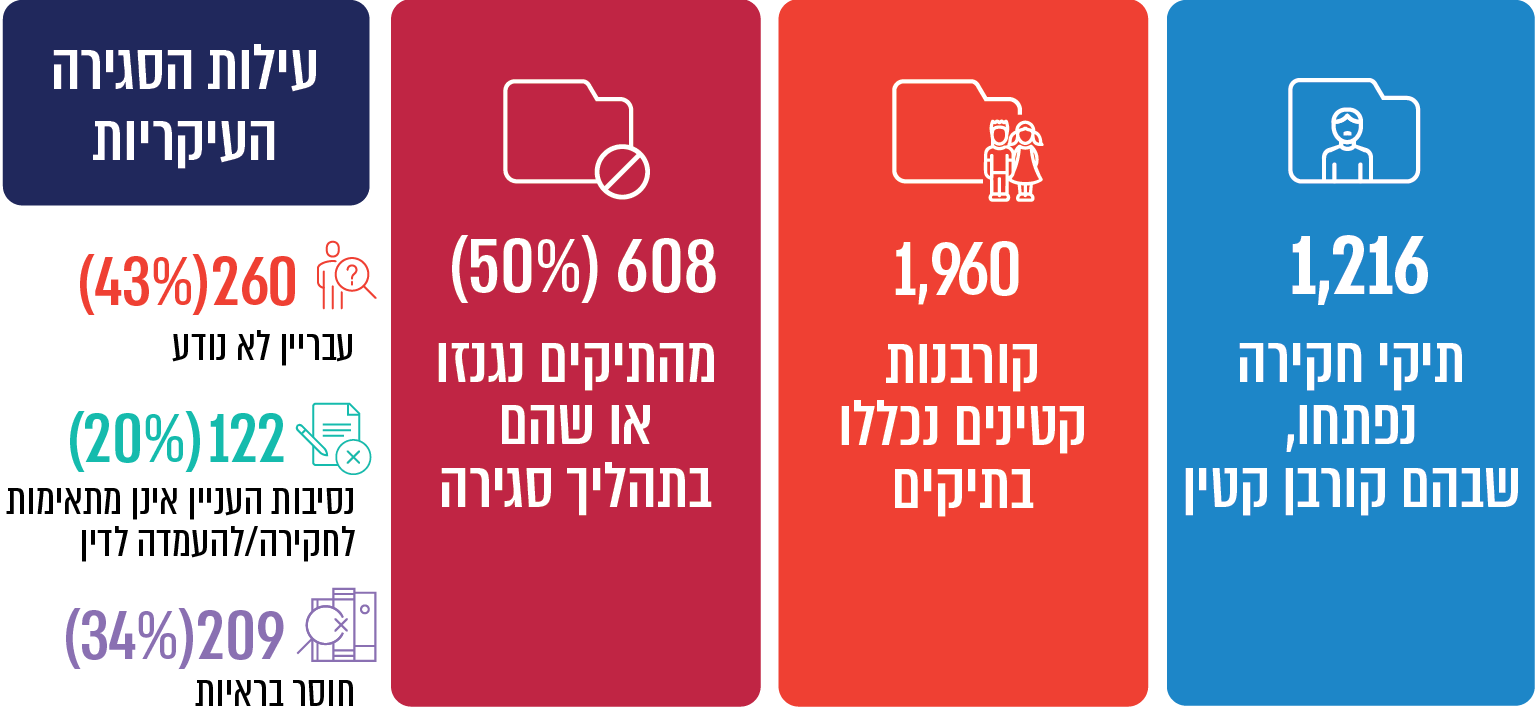 1,216
תיקי חקירה
נפתחו,
שבהם קורבן קטין
1,960
קורבנות
קטינים נכללו
בתיקים
608 (50%)
מהתיקים נגנזו
או שהם
בתהליך סגירה
עילות הסגירה
העיקריות
260(43%)
עבריין לא נודע
122(20%)
נסיבות העניין אינן מתאימות
לחקירה/להעמדה לדין
209(34%)
חוסר בראיות